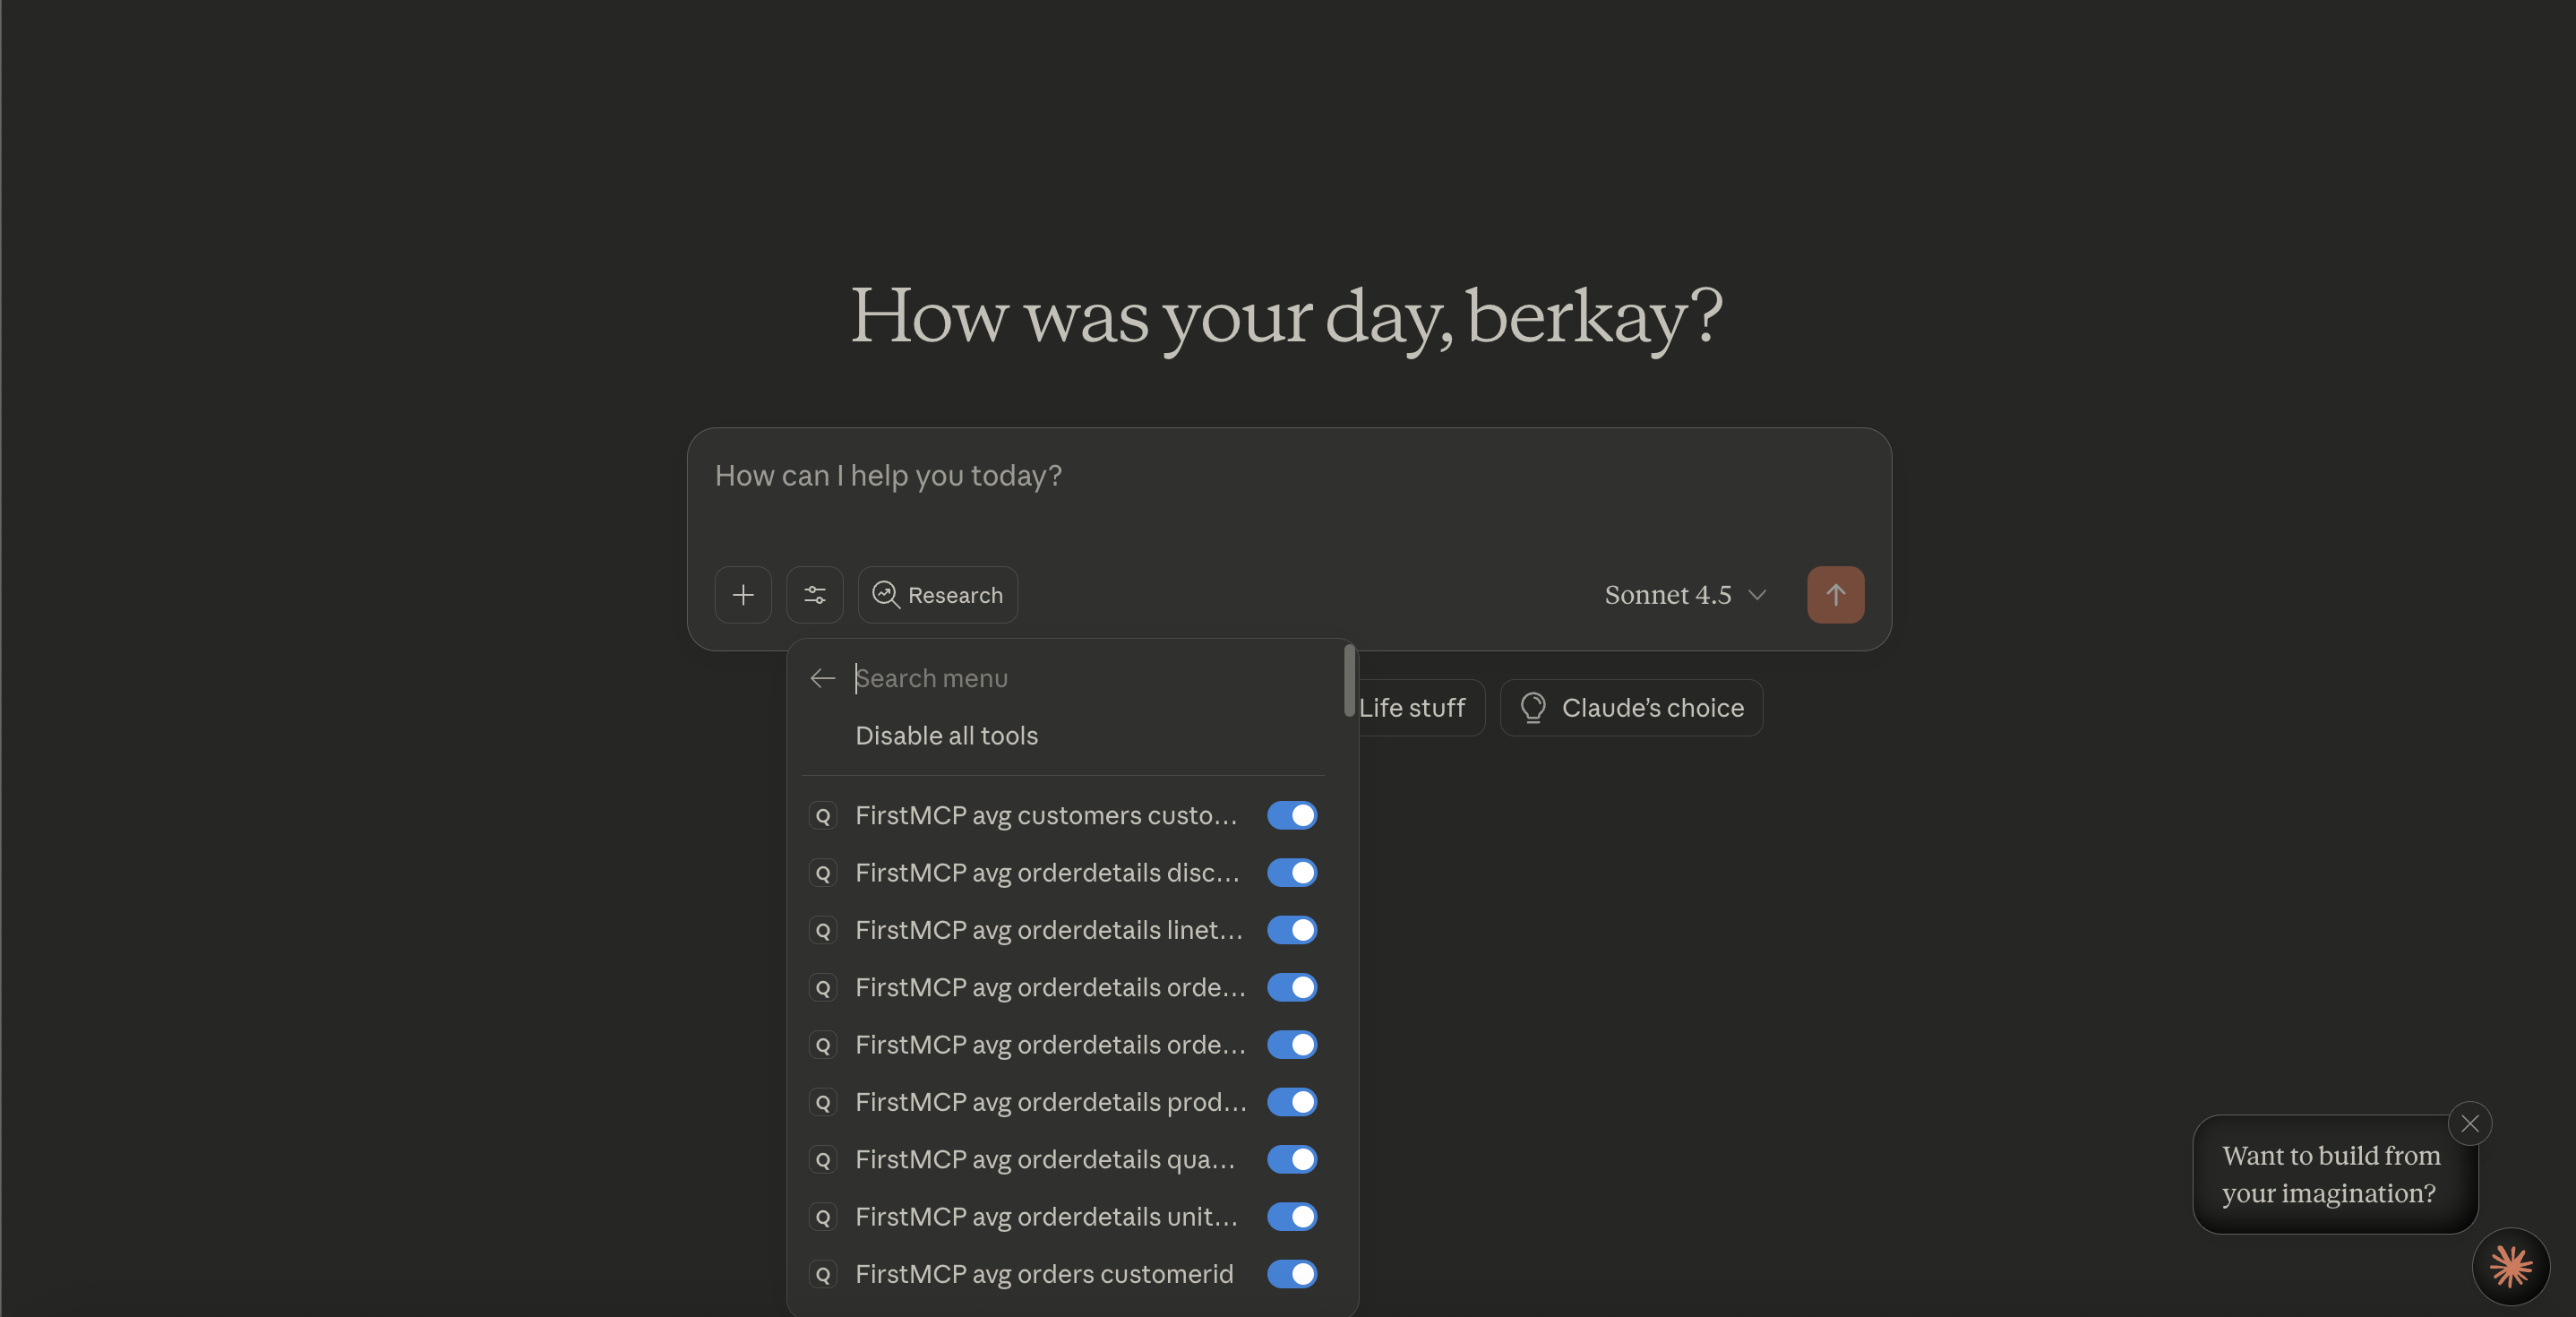 How was your day, berkay?
How can I help you today?
Research
Sonnet 4.5
Search menu
Disable all tools
Life stuff
Claude’s choice
Q FirstMCP avg customers custo...
Q FirstMCP avg orderdetails disc...
Q FirstMCP avg orderdetails linet...
Q FirstMCP avg orderdetails orde...
Q FirstMCP avg orderdetails orde...
Q FirstMCP avg orderdetails prod...
Q FirstMCP avg orderdetails qua...
Q FirstMCP avg orderdetails unit...
Q FirstMCP avg orders customerid
Want to build from
your imagination?